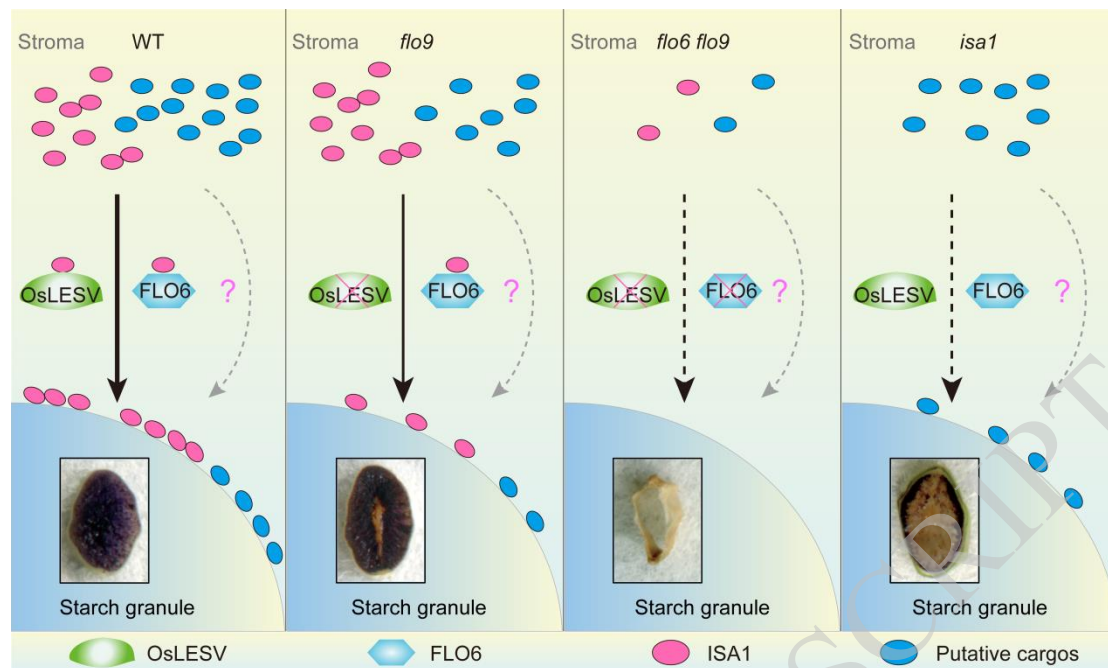 Stroma WT
Stroma flo9
Stroma flo6 flo9
Stroma isa1
OsLESV FLO6 ?
OsLESV FLO6 ?
OsLESV FLO6 ?
OsLESV FLO6 ?
Starch granule
Starch granule
Starch granule
Starch granule
OsLESV FLO6 ISA1 Putative cargos
SCRIPT